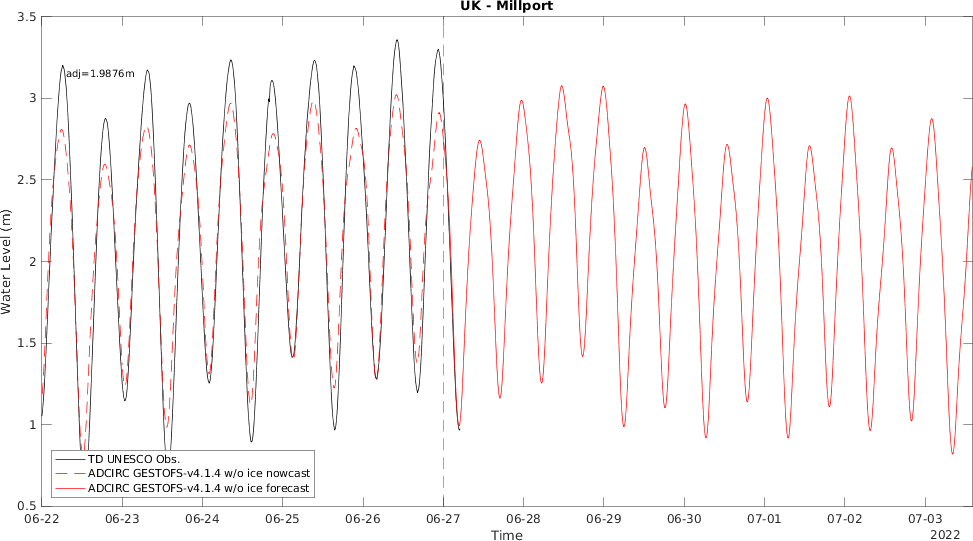 UK - Millport
adj=1.9876m
3.5
3
2.5
2
1.5
1
0.5
Water Level (m)
TD UNESCO Obs.
ADCIRC GESTOFS-v4.1.4 w/o ice nowcast
ADCIRC GESTOFS-v4.1.4 w/o ice forecast
06-22 06-23 06-24 06-25 06-26 06-27 06-28 06-29 06-30 07-01 07-02 07-03
Time
2022